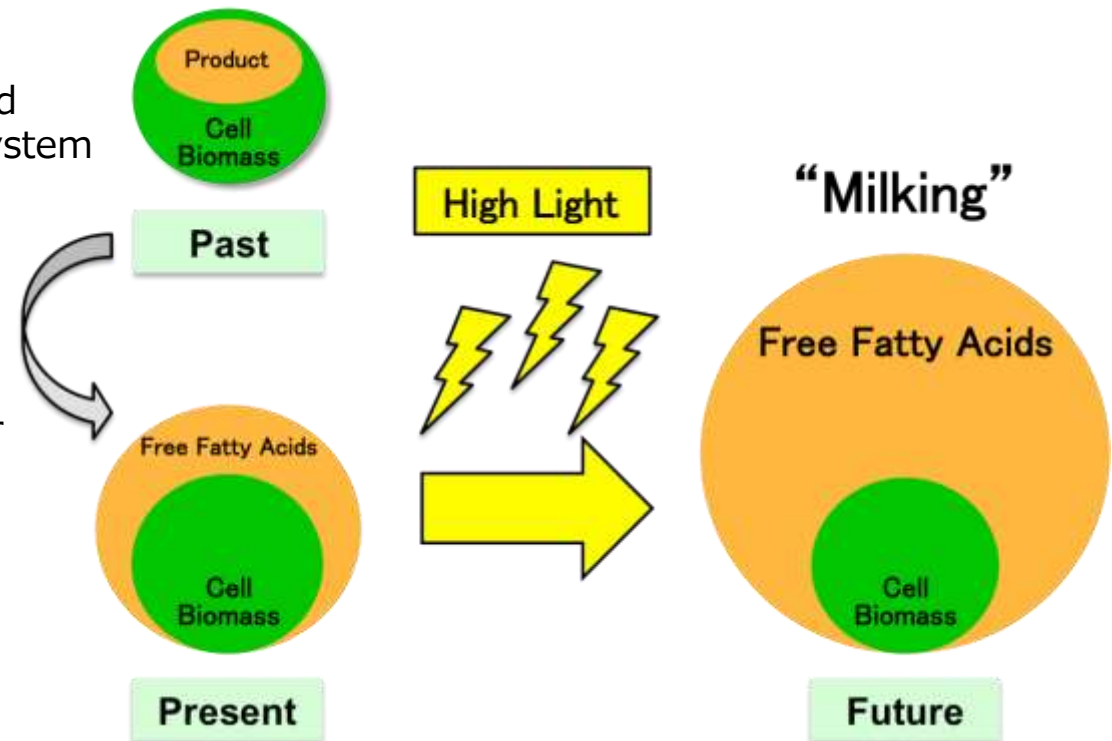 Product
Cell
Biomass
Past
ystem
High Light
“Milking”
Free Fatty Acids
Free Fatty Acids
Cell
Biomass
Cell
Biomass
Present
Future